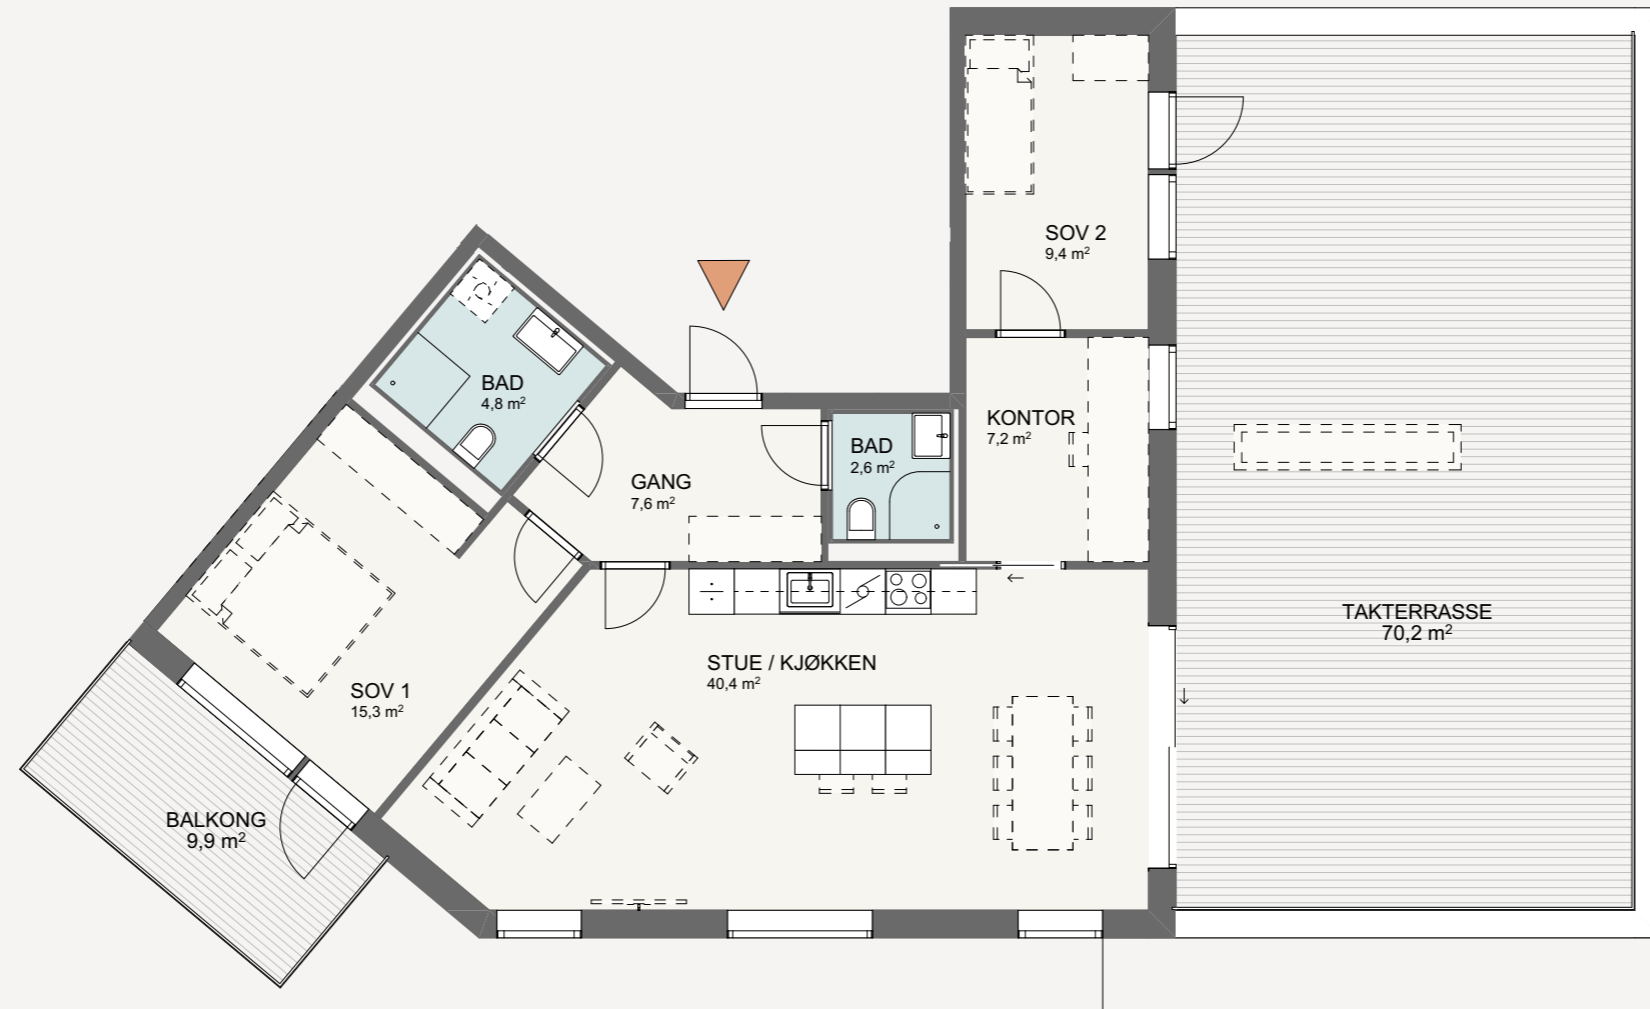 SOV 2
9,4 m²
BAD
4,8 m²
KONTOR
7,2 m²
BAD
2,6 m²
GANG
7,6 m²
TAKTERRASSE
70,2 m²
STUE / KJØKKEN
40,4 m²
SOV 1
15,3 m²
BALKONG
9,9 m²